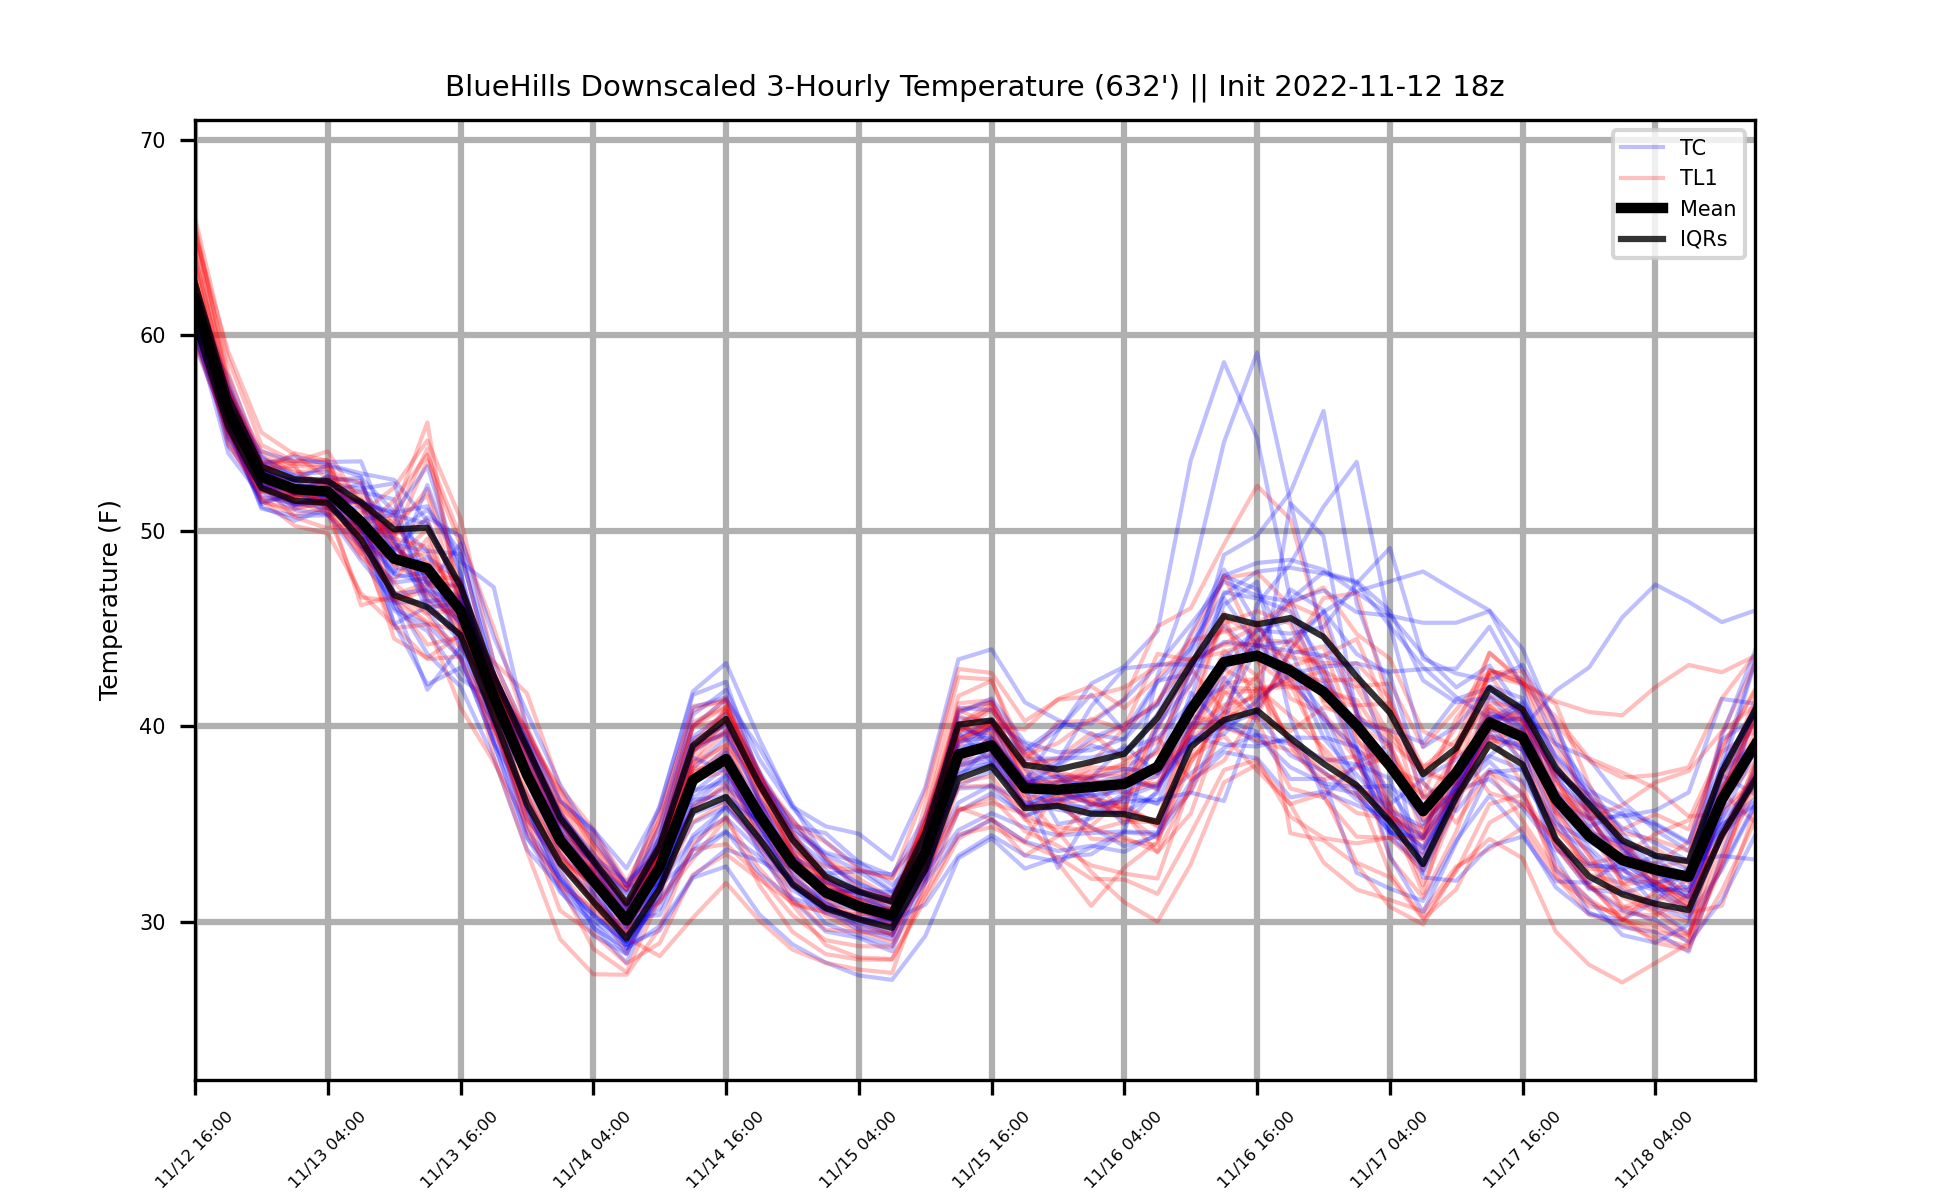 BlueHills Downscaled 3-Hourly Temperature (632') || Init 2022-11-12 18z
TC
TL1
Mean
IQRs
Temperature (F)
70
60
50
40
30
11/12 16:00
11/13 04:00
11/13 16:00
11/14 04:00
11/14 16:00
11/15 04:00
11/15 16:00
11/16 04:00
11/16 16:00
11/17 04:00
11/17 16:00
11/18 04:00